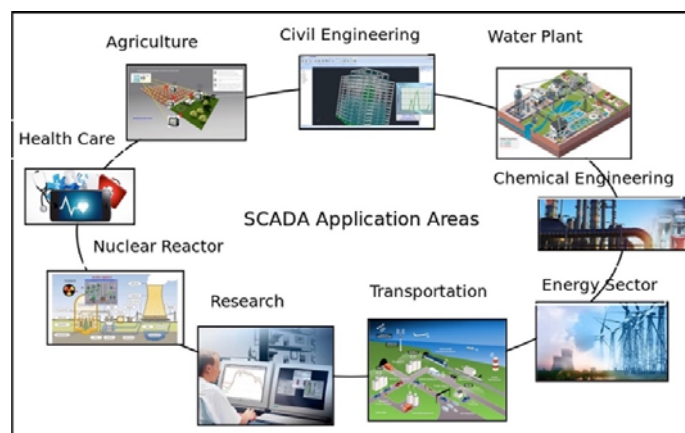 Agriculture
Civil Engineering
Water Plant
Health Care
Chemical Engineering
SCADA Application Areas
Nuclear Reactor
Energy Sector
Research
Transportation